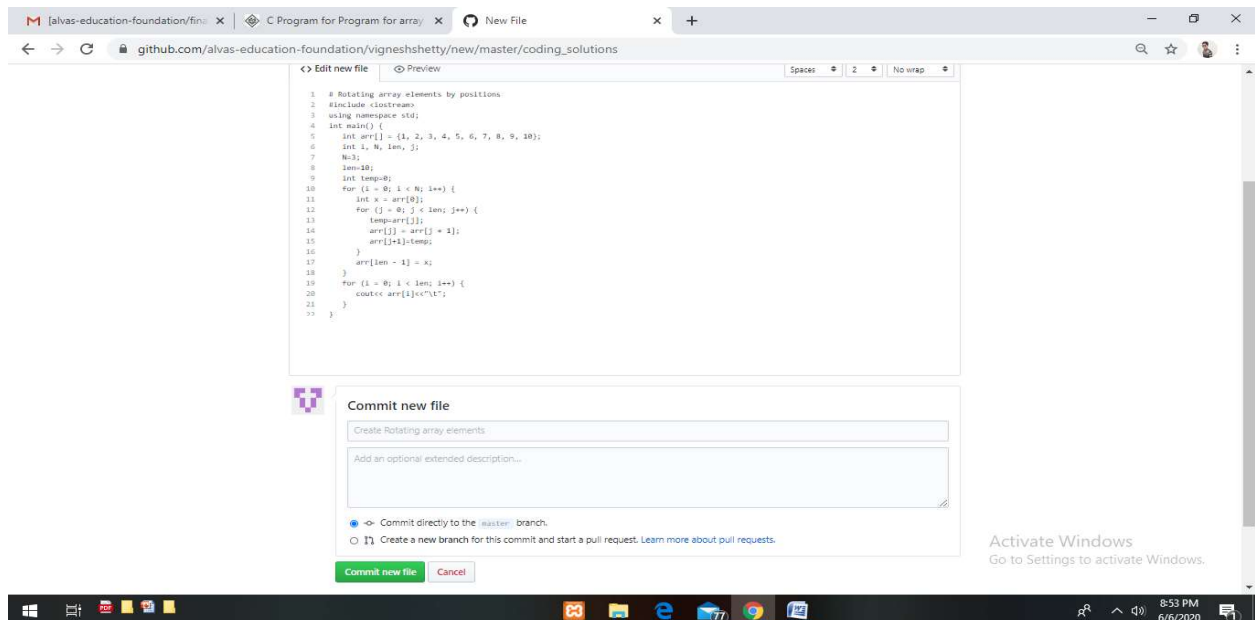 [alvas-education-foundation/fina
C Program for Program for array
New File
github.com/alvas-education-foundation/vigneshshetty/new/master/coding_solutions
<> Edit new file
Preview
Spaces
2
No wrap
1 # Rotating array elements by positions
2 #include <iostream>
3 using namespace std;
4 int main() {
5 int arr[] = {1, 2, 3, 4, 5, 6, 7, 8, 9, 10};
6 int i, N, len, j;
7 N=3;
8 len=10;
9 int temp=0;
10 for (i = 0; i < N; i++) {
11 int x = arr[0];
12 for (j = 0; j < len; j++) {
13 temp=arr[j];
14 arr[j] = arr[j + 1];
15 arr[j+1]=temp;
16 }
17 arr[len - 1] = x;
18 }
19 for (i = 0; i < len; i++) {
20 cout<< arr[i]<<"\t";
21 }
22 }
Commit new file
Create Rotating array elements
Add an optional extended description...
Commit directly to the master branch.
Create a new branch for this commit and start a pull request. Learn more about pull requests.
Commit new file
Cancel
Activate Windows
Go to Settings to activate Windows.
77
8:53 PM
6/6/2020
1